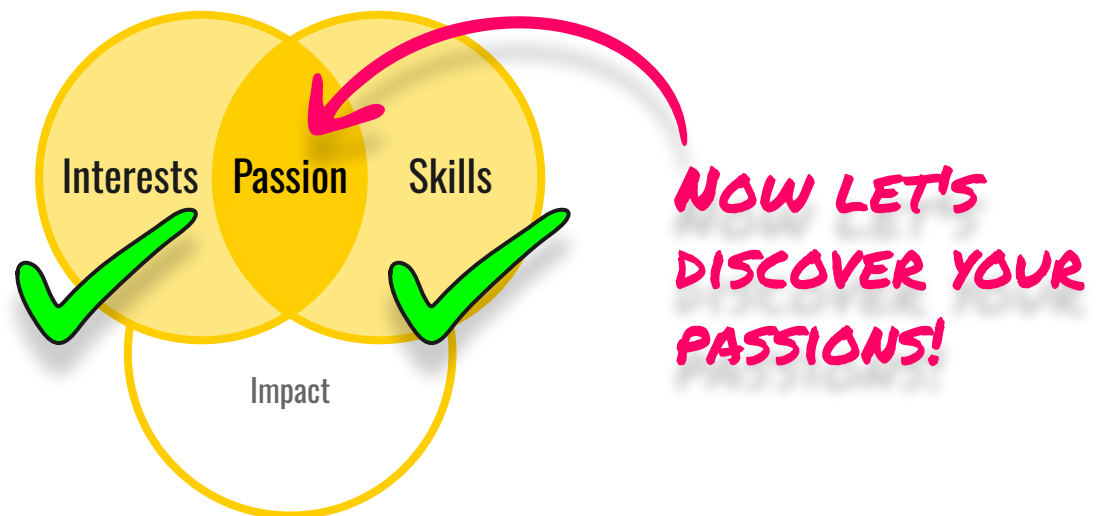 Interests Passion Skills
Impact
NOW LET'S
DISCOVER YOUR
PASSIONS!